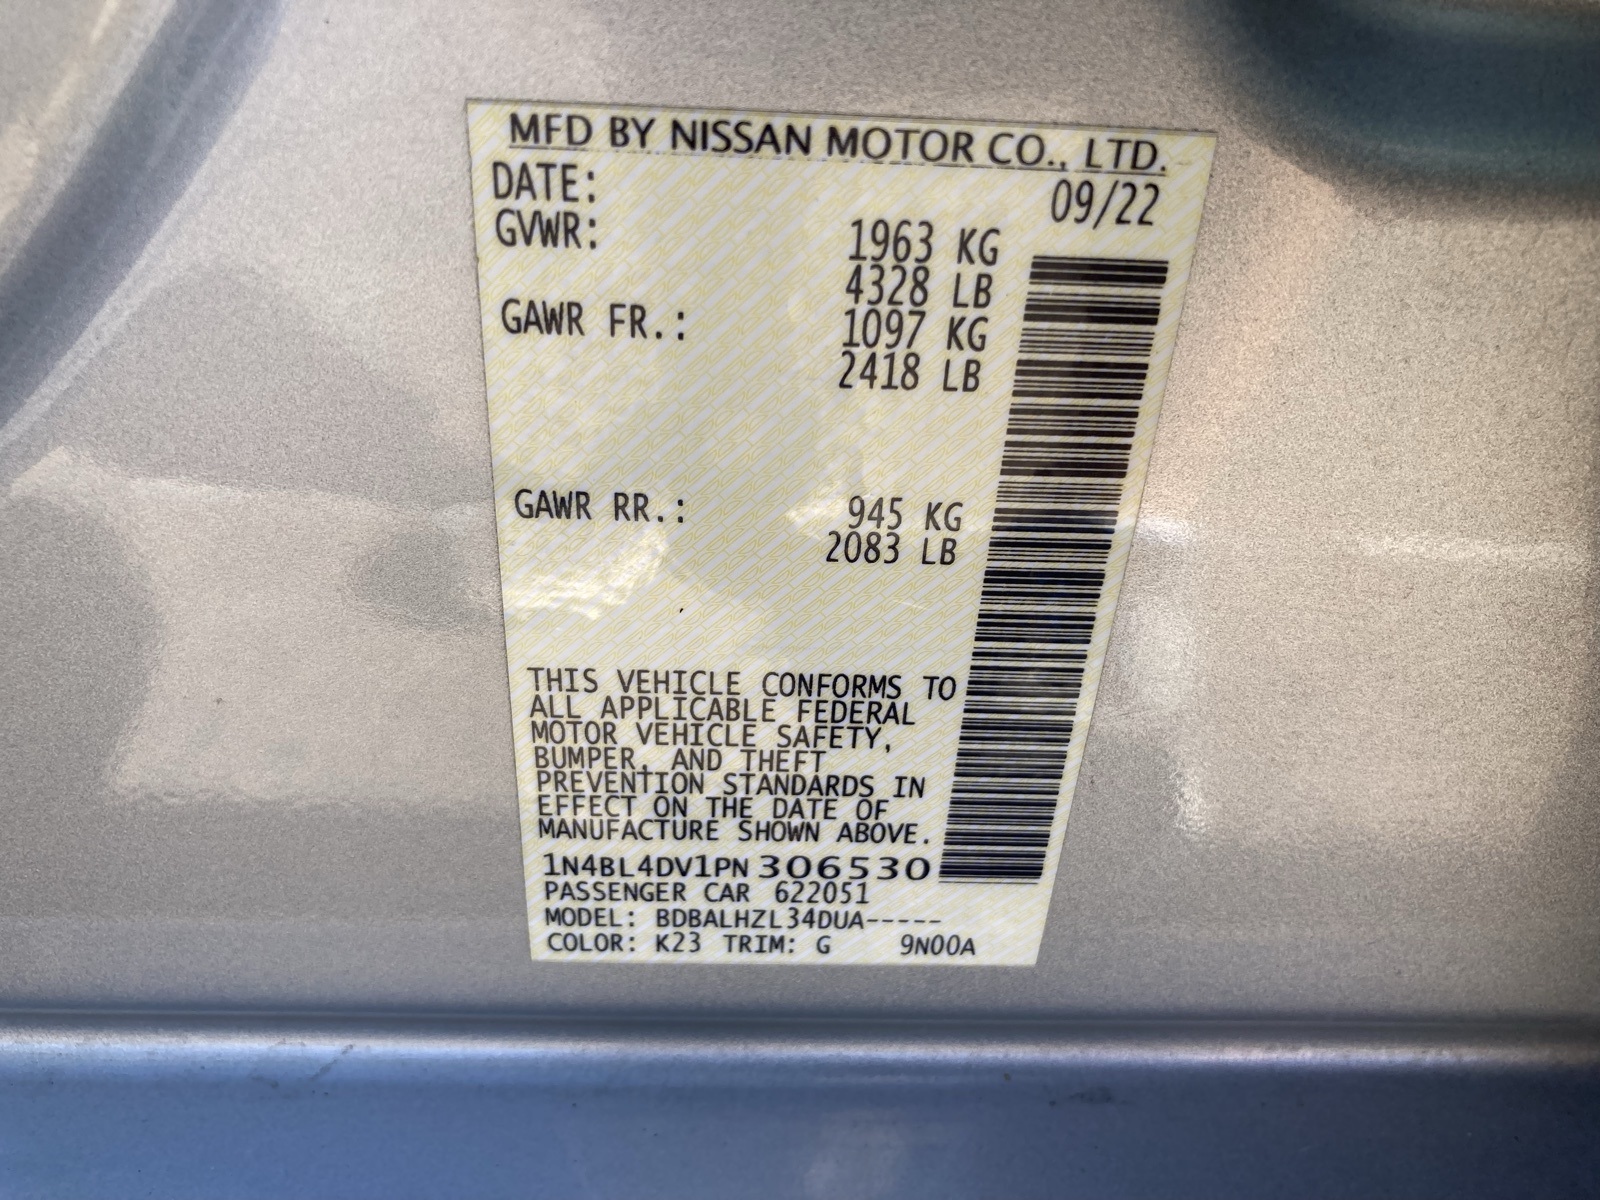 MFD BY NISSAN MOTOR CO., LTD.
DATE: 09/22
GVWR: 1963 KG
4328 LB
GAWR FR.: 1097 KG
2418 LB
GAWR RR.: 945 KG
2083 LB
THIS VEHICLE CONFORMS TO
ALL APPLICABLE FEDERAL
MOTOR VEHICLE SAFETY,
BUMPER, AND THEFT
PREVENTION STANDARDS IN
EFFECT ON THE DATE OF
MANUFACTURE SHOWN ABOVE.
1N4BL4DV1PN306530
PASSENGER CAR 622051
MODEL: BDBALHZL34DUA-----
COLOR: K23 TRIM: G 9N00A